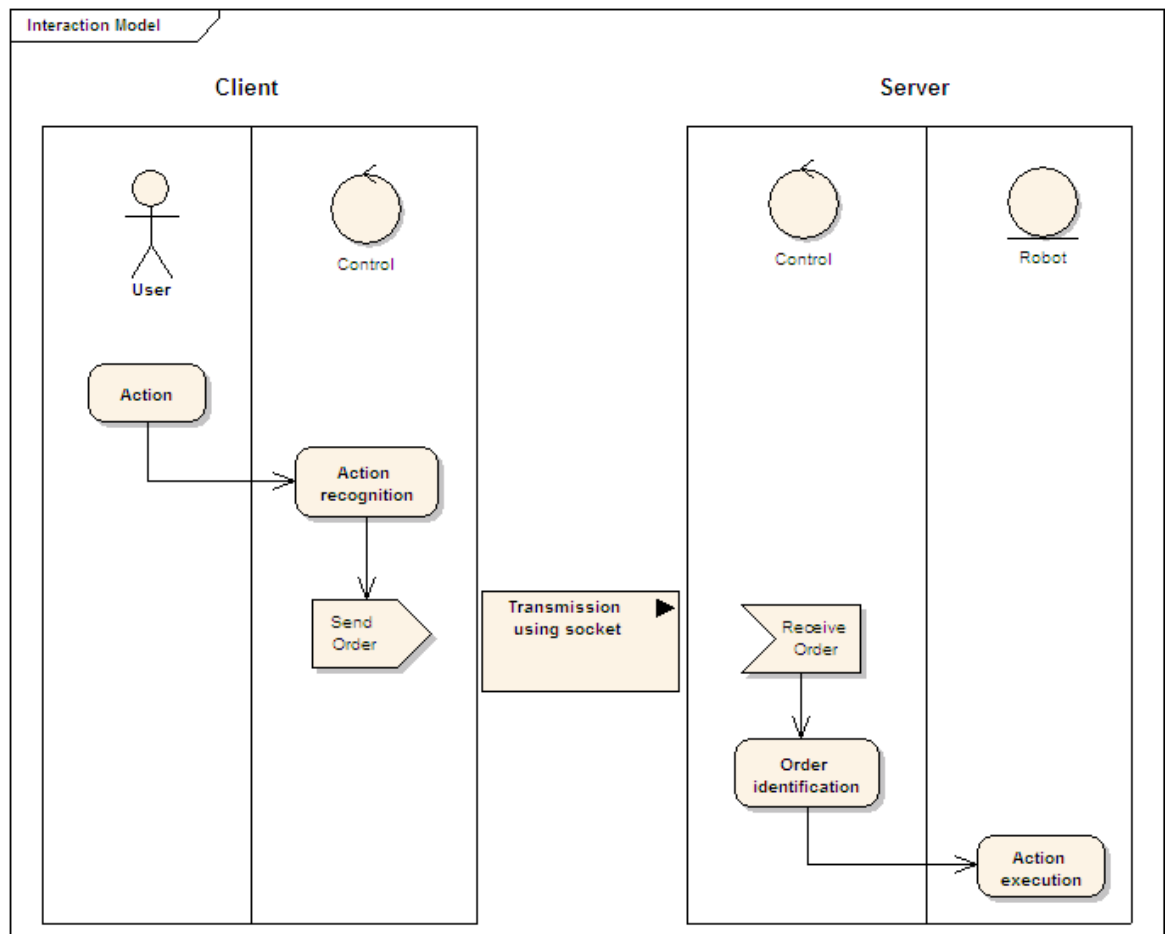 Interaction Model
Client
Server
User
Control
Control
Robot
Action
Action
recognition
Send
Order
Transmission
using socket
Receive
Order
Order
identification
Action
execution